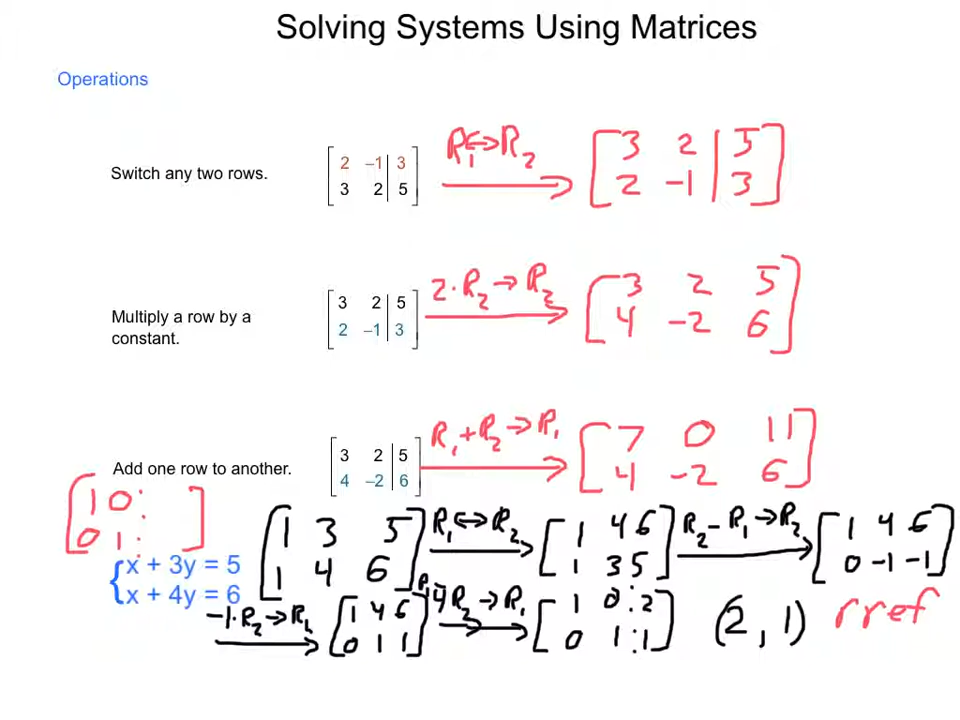 Solving Systems Using Matrices
Operations
Switch any two rows.
2 −1 | 3
3 2 | 5
R₁↔R₂
3 2 | 5
2 -1 | 3
Multiply a row by a constant.
3 2 | 5
2 −1 | 3
2·R₂→R₂
3 2 5
4 -2 6
Add one row to another.
3 2 | 5
4 −2 | 6
R₁+R₂→R₁
7 0 11
4 -2 6
1 0 :
0 1 :
x + 3y = 5
x + 4y = 6
1 3 5
1 4 6
R₁↔R₂
1 4 6
1 3 5
R₂-R₁→R₂
1 4 6
0 -1 -1
-1·R₂→R₂
1 4 6
0 1 1
R₁-4R₂→R₁
1 0 : 2
0 1 : 1
(2, 1)
rref